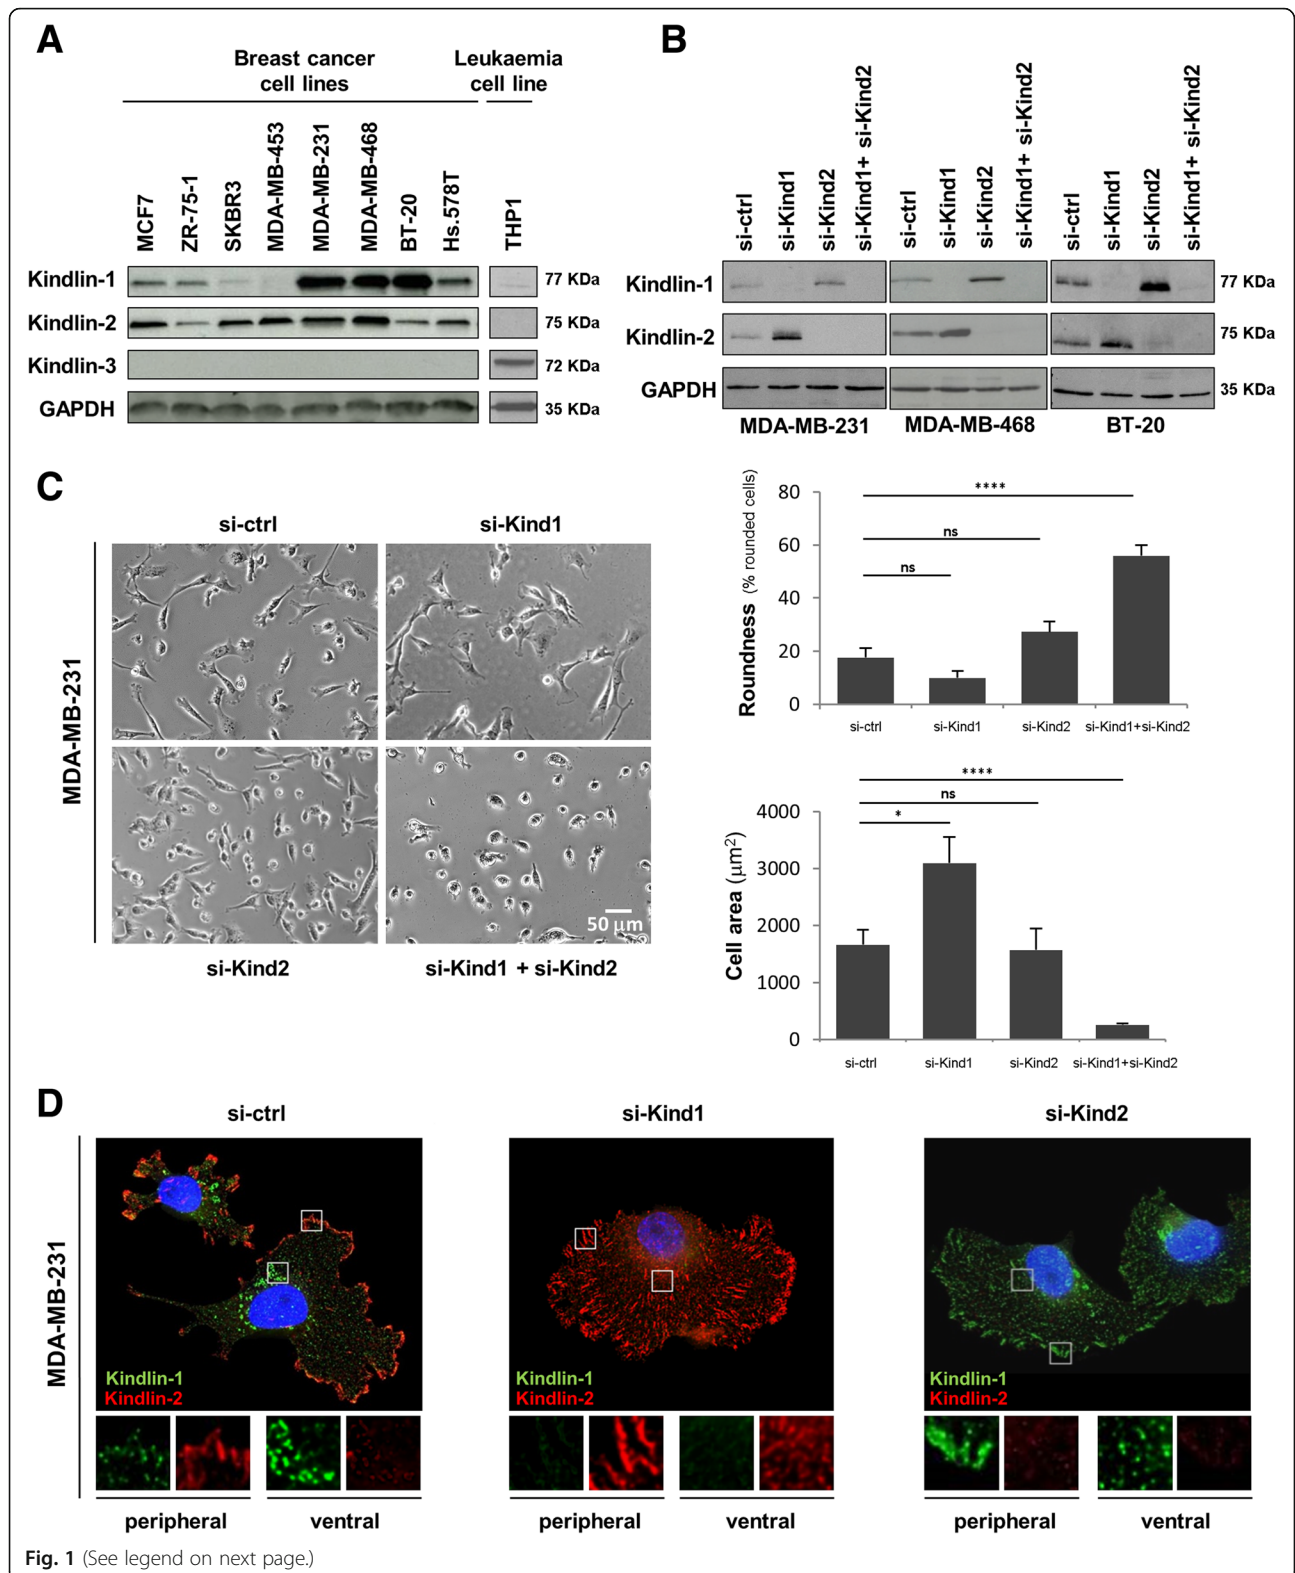 A
Breast cancer
cell lines
Leukaemia
cell line
MCF7
ZR-75-1
SKBR3
MDA-MB-453
MDA-MB-231
MDA-MB-468
BT-20
Hs.578T
THP1
Kindlin-1
77 KDa
Kindlin-2
75 KDa
Kindlin-3
72 KDa
GAPDH
35 KDa
B
si-ctrl
si-Kind1
si-Kind2
si-Kind1+ si-Kind2
si-ctrl
si-Kind1
si-Kind2
si-Kind1+ si-Kind2
si-ctrl
si-Kind1
si-Kind2
si-Kind1+ si-Kind2
Kindlin-1
77 KDa
Kindlin-2
75 KDa
GAPDH
35 KDa
MDA-MB-231
MDA-MB-468
BT-20
C
MDA-MB-231
si-ctrl
si-Kind1
50 μm
si-Kind2
si-Kind1 + si-Kind2
Roundness (% rounded cells)
80
60
40
20
0
****
ns
ns
si-ctrl
si-Kind1
si-Kind2
si-Kind1+si-Kind2
Cell area (μm²)
4000
3000
2000
1000
0
****
ns
*
si-ctrl
si-Kind1
si-Kind2
si-Kind1+si-Kind2
D
MDA-MB-231
si-ctrl
si-Kind1
si-Kind2
Kindlin-1
Kindlin-2
Kindlin-1
Kindlin-2
Kindlin-1
Kindlin-2
peripheral
ventral
peripheral
ventral
peripheral
ventral
Fig. 1 (See legend on next page.)